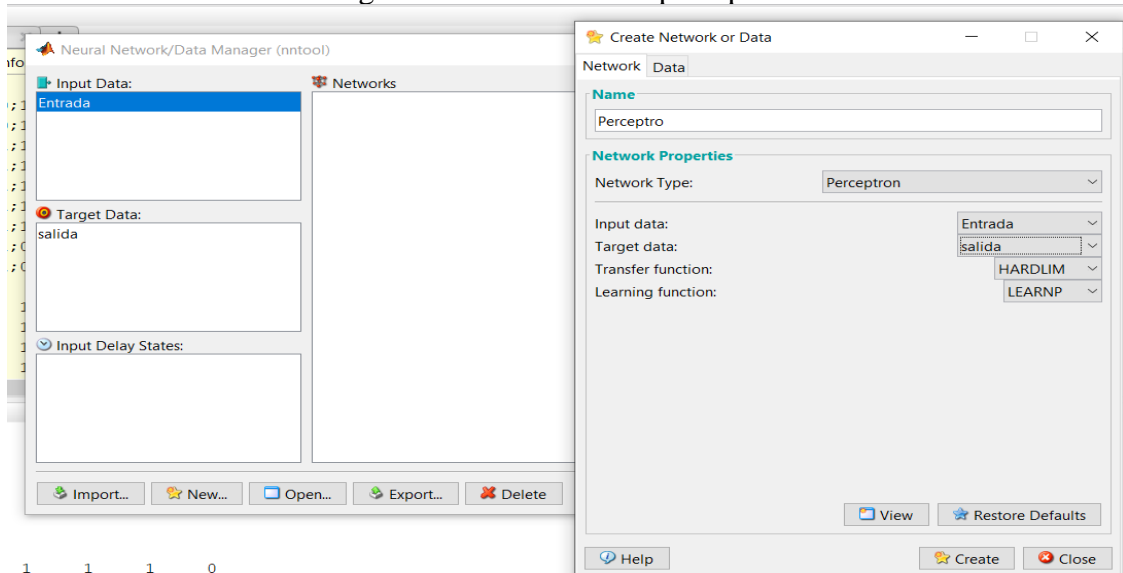 Neural Network/Data Manager (nntool)
Input Data:
Entrada
Networks
Target Data:
salida
Input Delay States:
Import...
New...
Open...
Export...
Delete
Create Network or Data
Network
Data
Name
Perceptro
Network Properties
Network Type:
Perceptron
Input data:
Entrada
Target data:
salida
Transfer function:
HARDLIM
Learning function:
LEARNP
View
Restore Defaults
Help
Create
Close
1 1 1 0